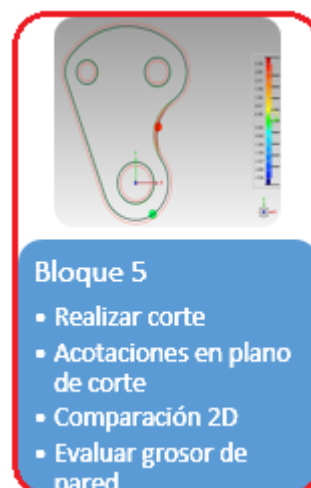 Bloque 5
• Realizar corte
• Acotaciones en plano
de corte
• Comparación 2D
• Evaluar grosor de
pared